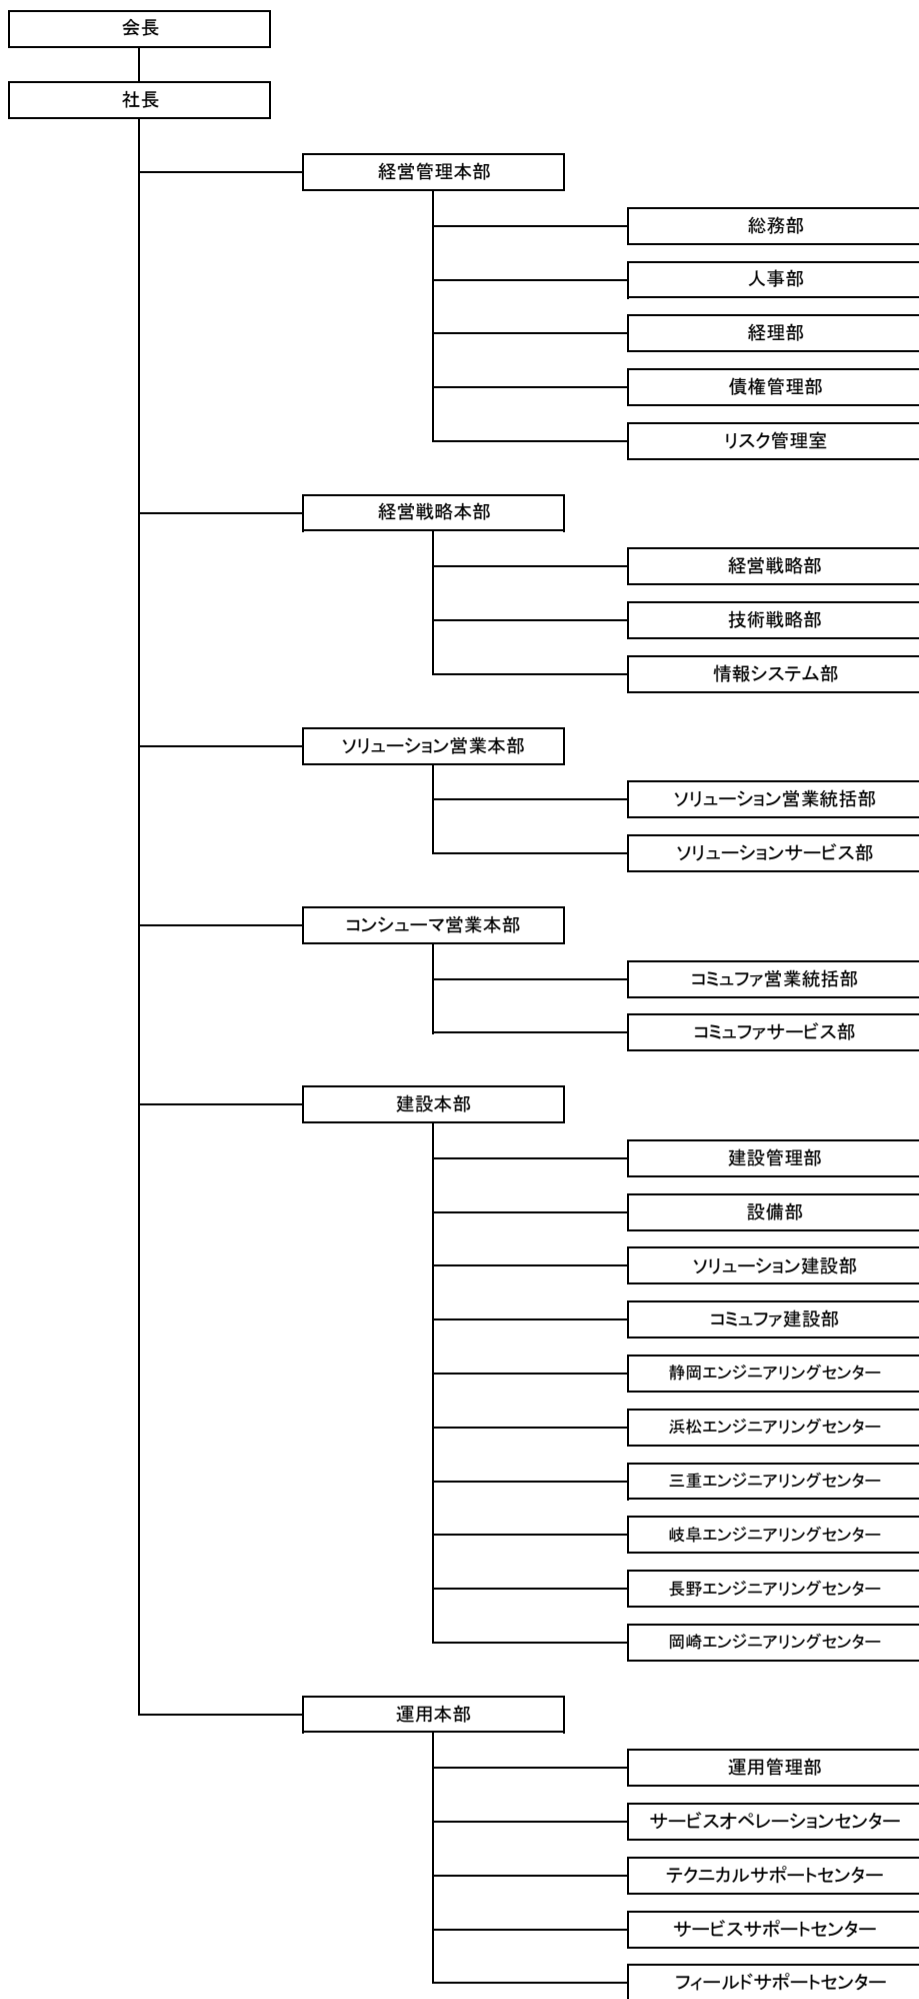 会長
社長
経営管理本部
総務部
人事部
経理部
債権管理部
リスク管理室
経営戦略本部
経営戦略部
技術戦略部
情報システム部
ソリューション営業本部
ソリューション営業統括部
ソリューションサービス部
コンシューマ営業本部
コミュファ営業統括部
コミュファサービス部
建設本部
建設管理部
設備部
ソリューション建設部
コミュファ建設部
静岡エンジニアリングセンター
浜松エンジニアリングセンター
三重エンジニアリングセンター
岐阜エンジニアリングセンター
長野エンジニアリングセンター
岡崎エンジニアリングセンター
運用本部
運用管理部
サービスオペレーションセンター
テクニカルサポートセンター
サービスサポートセンター
フィールドサポートセンター